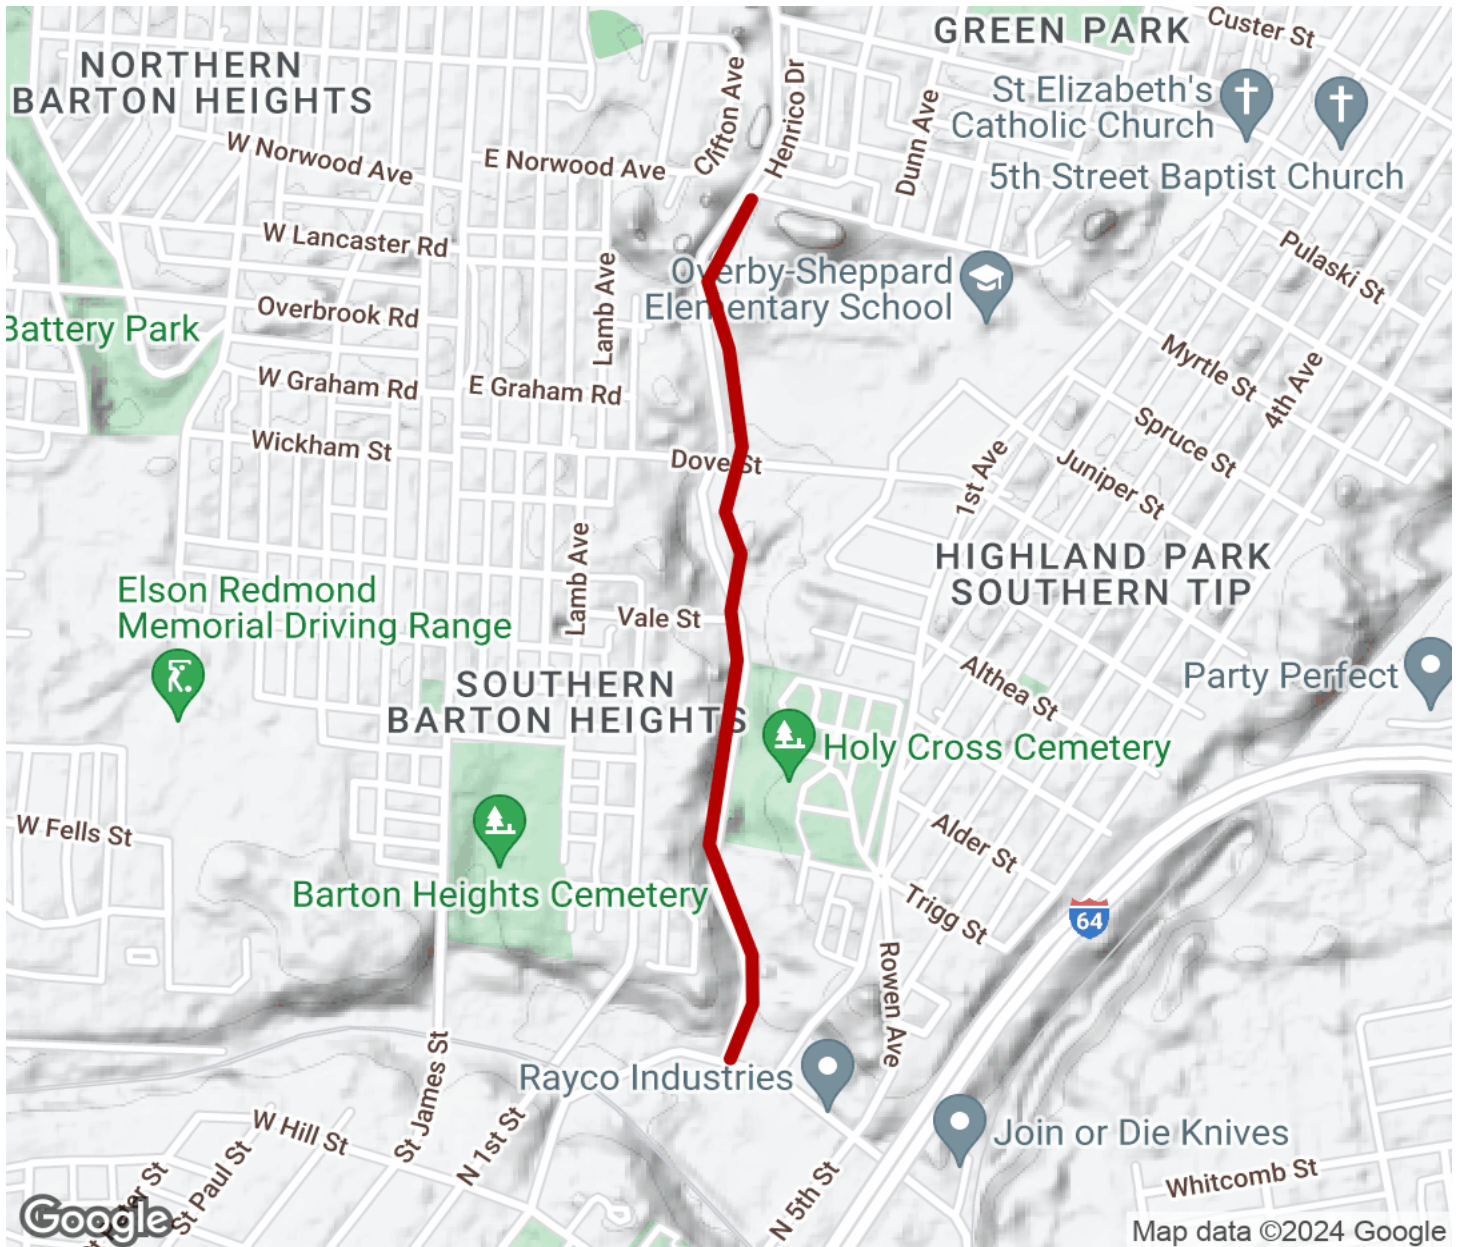 GREEN PARK
Custer St
NORTHERN
BARTON HEIGHTS
Clifton Ave
Henrico Dr
Dunn Ave
St Elizabeth's
Catholic Church
W Norwood Ave
E Norwood Ave
5th Street Baptist Church
W Lancaster Rd
Lamb Ave
Overby-Sheppard
Elementary School
Pulaski St
Overbrook Rd
Battery Park
W Graham Rd
E Graham Rd
Myrtle St
4th Ave
Wickham St
Dove St
Spruce St
Juniper St
1st Ave
HIGHLAND PARK
SOUTHERN TIP
Elson Redmond
Memorial Driving Range
Lamb Ave
Vale St
SOUTHERN
BARTON HEIGHTS
Althea St
Party Perfect
Holy Cross Cemetery
W Fells St
Alder St
Barton Heights Cemetery
Trigg St
64
Rowen Ave
Rayco Industries
St James St
N 1st St
W Hill St
Join or Die Knives
St Paul St
N 5th St
Whitcomb St
Google
Map data ©2024 Google